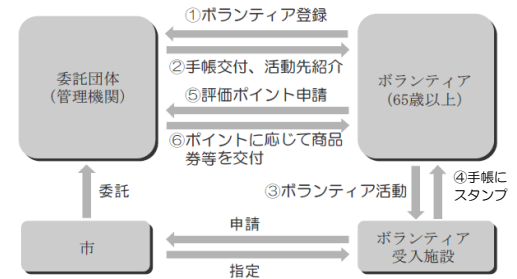 ①ボランティア登録
②手帳交付、活動先紹介
委託団体
（管理機関）
ボランティア
（65歳以上）
⑤評価ポイント申請
⑥ポイントに応じて商品
券等を交付
委託
③ボランティア活動
④手帳に
スタンプ
市
申請
指定
ボランティア
受入施設